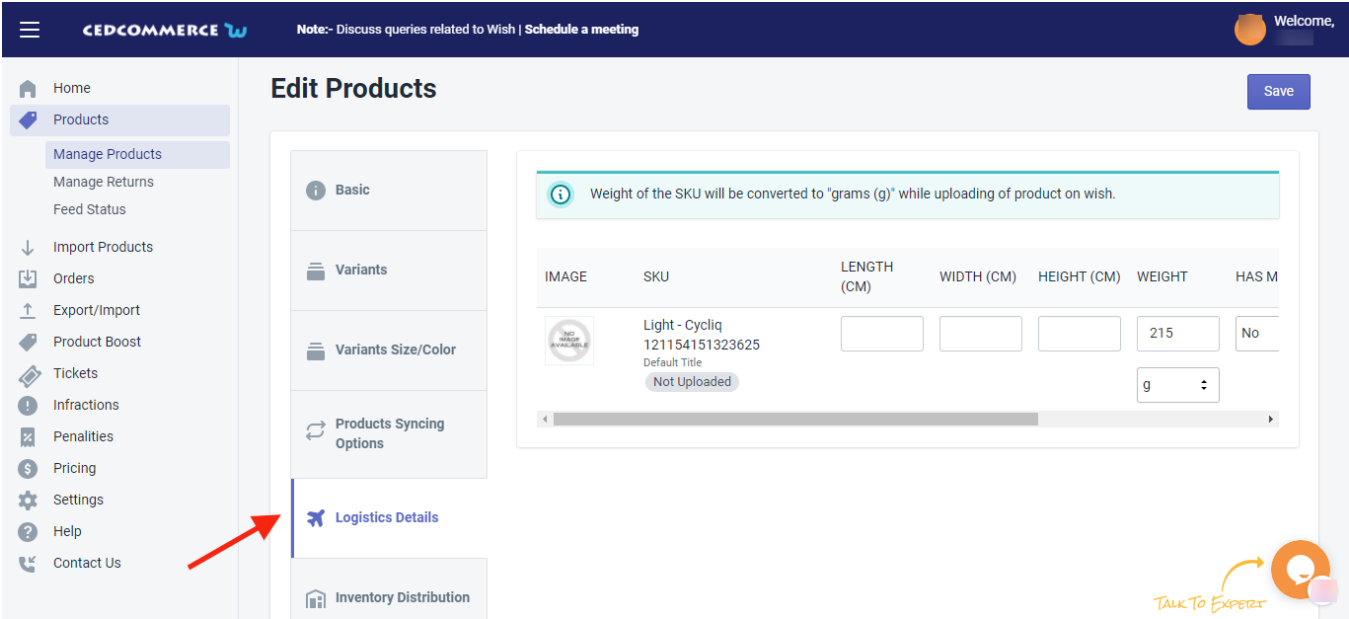 CEDCOMMERCE
Note:- Discuss queries related to Wish | Schedule a meeting
Welcome,
Home
Products
Manage Products
Manage Returns
Feed Status
Import Products
Orders
Export/Import
Product Boost
Tickets
Infractions
Penalities
Pricing
Settings
Help
Contact Us
Edit Products
Save
Basic
Variants
Variants Size/Color
Products Syncing
Options
Logistics Details
Inventory Distribution
Weight of the SKU will be converted to "grams (g)" while uploading of product on wish.
IMAGE SKU LENGTH (CM) WIDTH (CM) HEIGHT (CM) WEIGHT HAS M
NO
IMAGE
AVAILABLE
Light - Cycliq
121154151323625
Default Title
Not Uploaded
215
No
g
TALK TO EXPERT